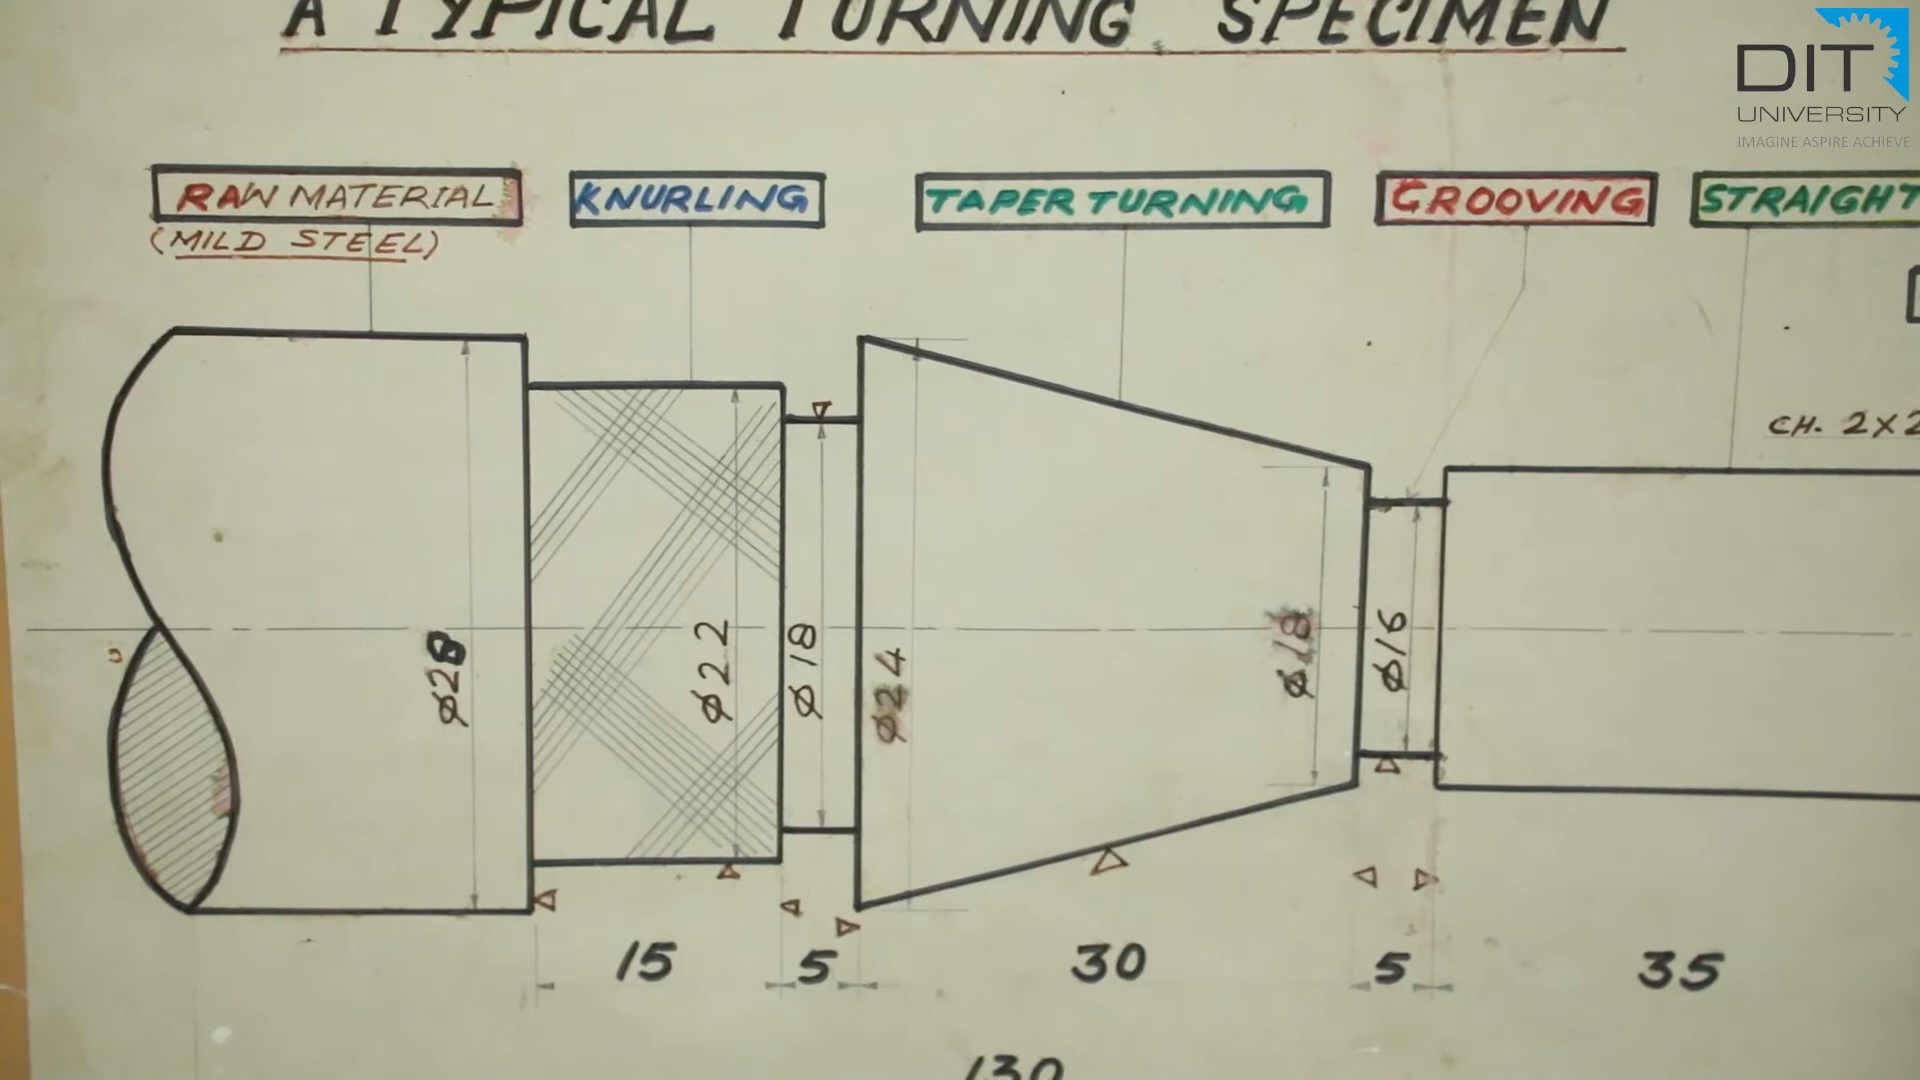 A TYPICAL TURNING SPECIMEN
DIT
UNIVERSITY
IMAGINE ASPIRE ACHIEVE
RAW MATERIAL
(MILD STEEL)
KNURLING
TAPER TURNING
GROOVING
STRAIGHT
CH. 2X2
Ø28
Ø22
Ø18
Ø24
Ø18
Ø16
15
5
30
5
35
130